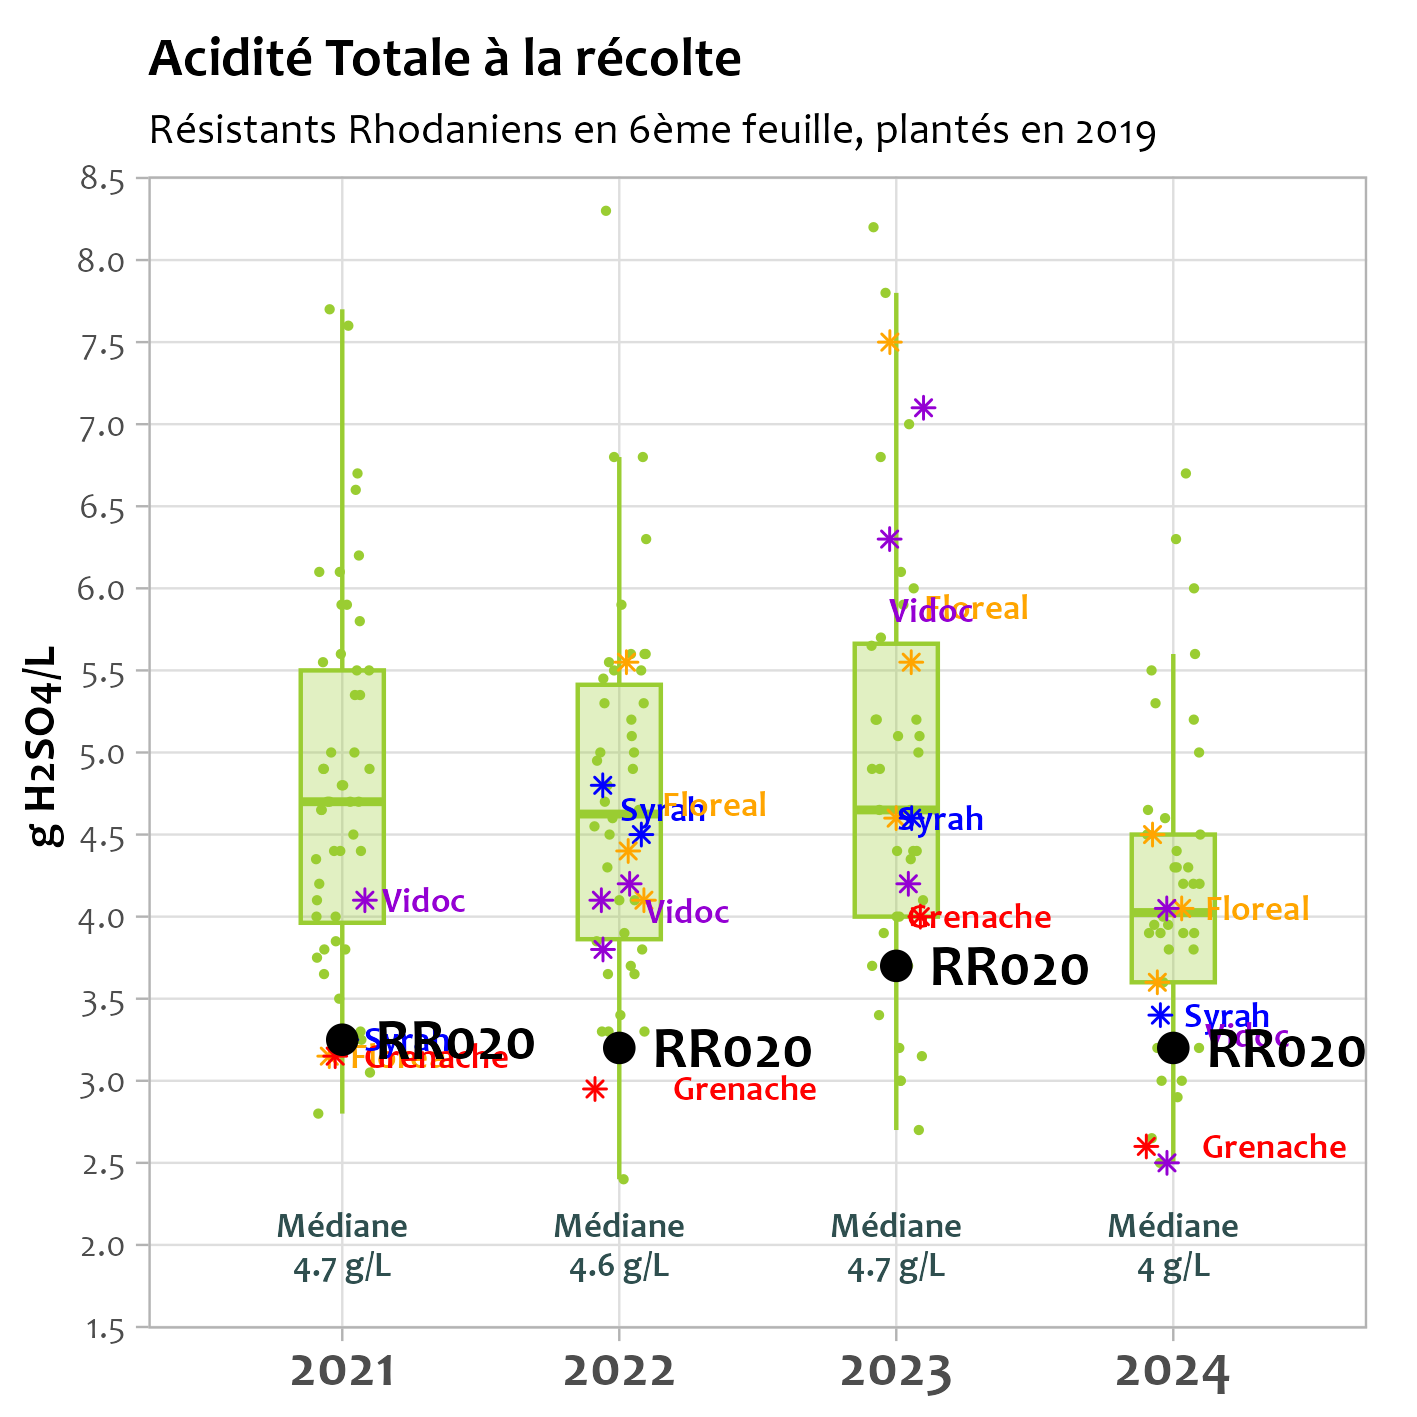 Acidité Totale à la récolte
Résistants Rhodaniens en 6ème feuille, plantés en 2019
g H2SO4/L
8.5
8.0
7.5
7.0
6.5
6.0
5.5
5.0
4.5
4.0
3.5
3.0
2.5
2.0
1.5
Vidoc
Syrah
RR020
Grenache
Syrah
Floreal
Vidoc
RR020
Grenache
Vidoc
Floreal
Syrah
Grenache
RR020
Floreal
Syrah
Vidoc
RR020
Grenache
Médiane
4.7 g/L
Médiane
4.6 g/L
Médiane
4.7 g/L
Médiane
4 g/L
2021
2022
2023
2024